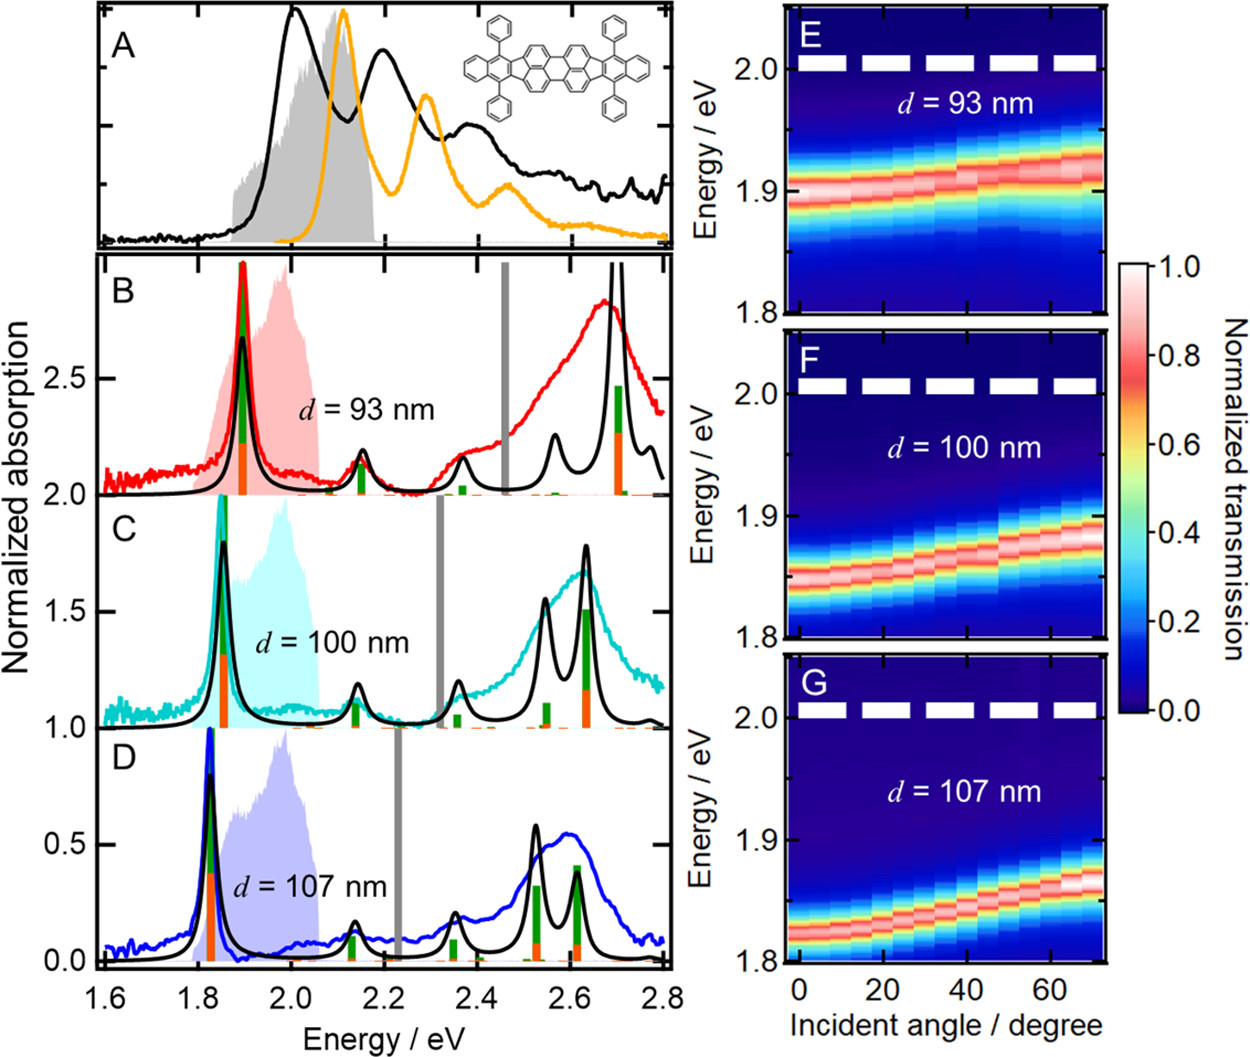 A
B
d = 93 nm
2.5
2.0
C
d = 100 nm
1.5
1.0
D
d = 107 nm
0.5
0.0
1.6 1.8 2.0 2.2 2.4 2.6 2.8
Energy / eV
Normalized absorption
E
d = 93 nm
2.0
1.9
1.8
Energy / eV
F
d = 100 nm
2.0
1.9
1.8
Energy / eV
G
d = 107 nm
2.0
1.9
1.8
Energy / eV
0 20 40 60
Incident angle / degree
1.0
0.8
0.6
0.4
0.2
0.0
Normalized transmission